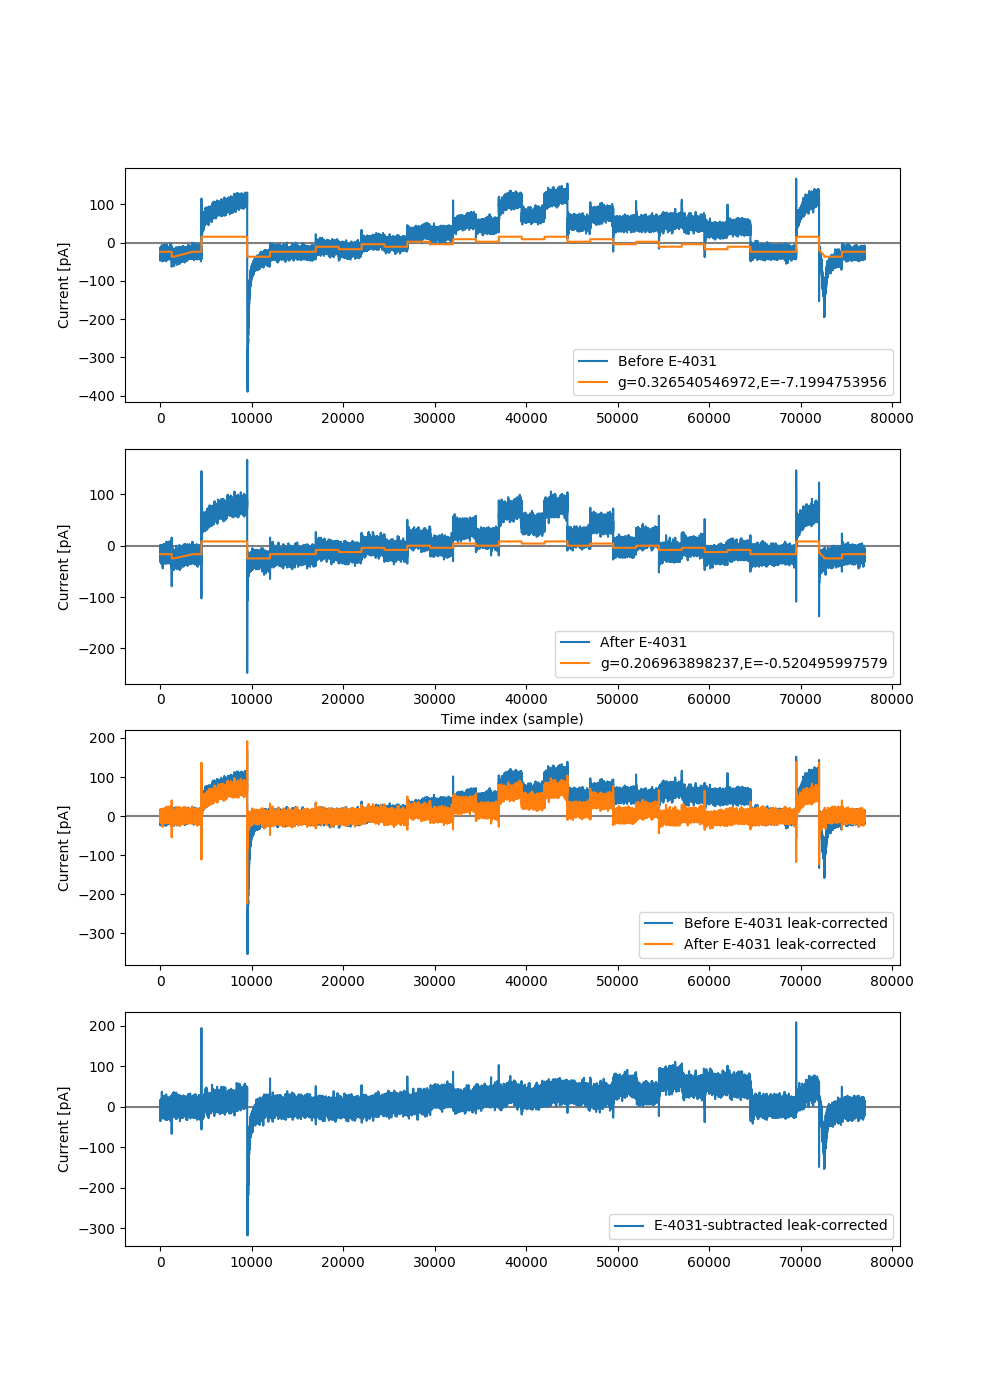 100
0
−100
−200
−300
−400
Current [pA]
Before E-4031
g=0.326540546972,E=-7.1994753956
0 10000 20000 30000 40000 50000 60000 70000 80000
100
0
−100
−200
Current [pA]
After E-4031
g=0.206963898237,E=-0.520495997579
0 10000 20000 30000 40000 50000 60000 70000 80000
Time index (sample)
200
100
0
−100
−200
−300
Current [pA]
Before E-4031 leak-corrected
After E-4031 leak-corrected
0 10000 20000 30000 40000 50000 60000 70000 80000
200
100
0
−100
−200
−300
Current [pA]
E-4031-subtracted leak-corrected
0 10000 20000 30000 40000 50000 60000 70000 80000